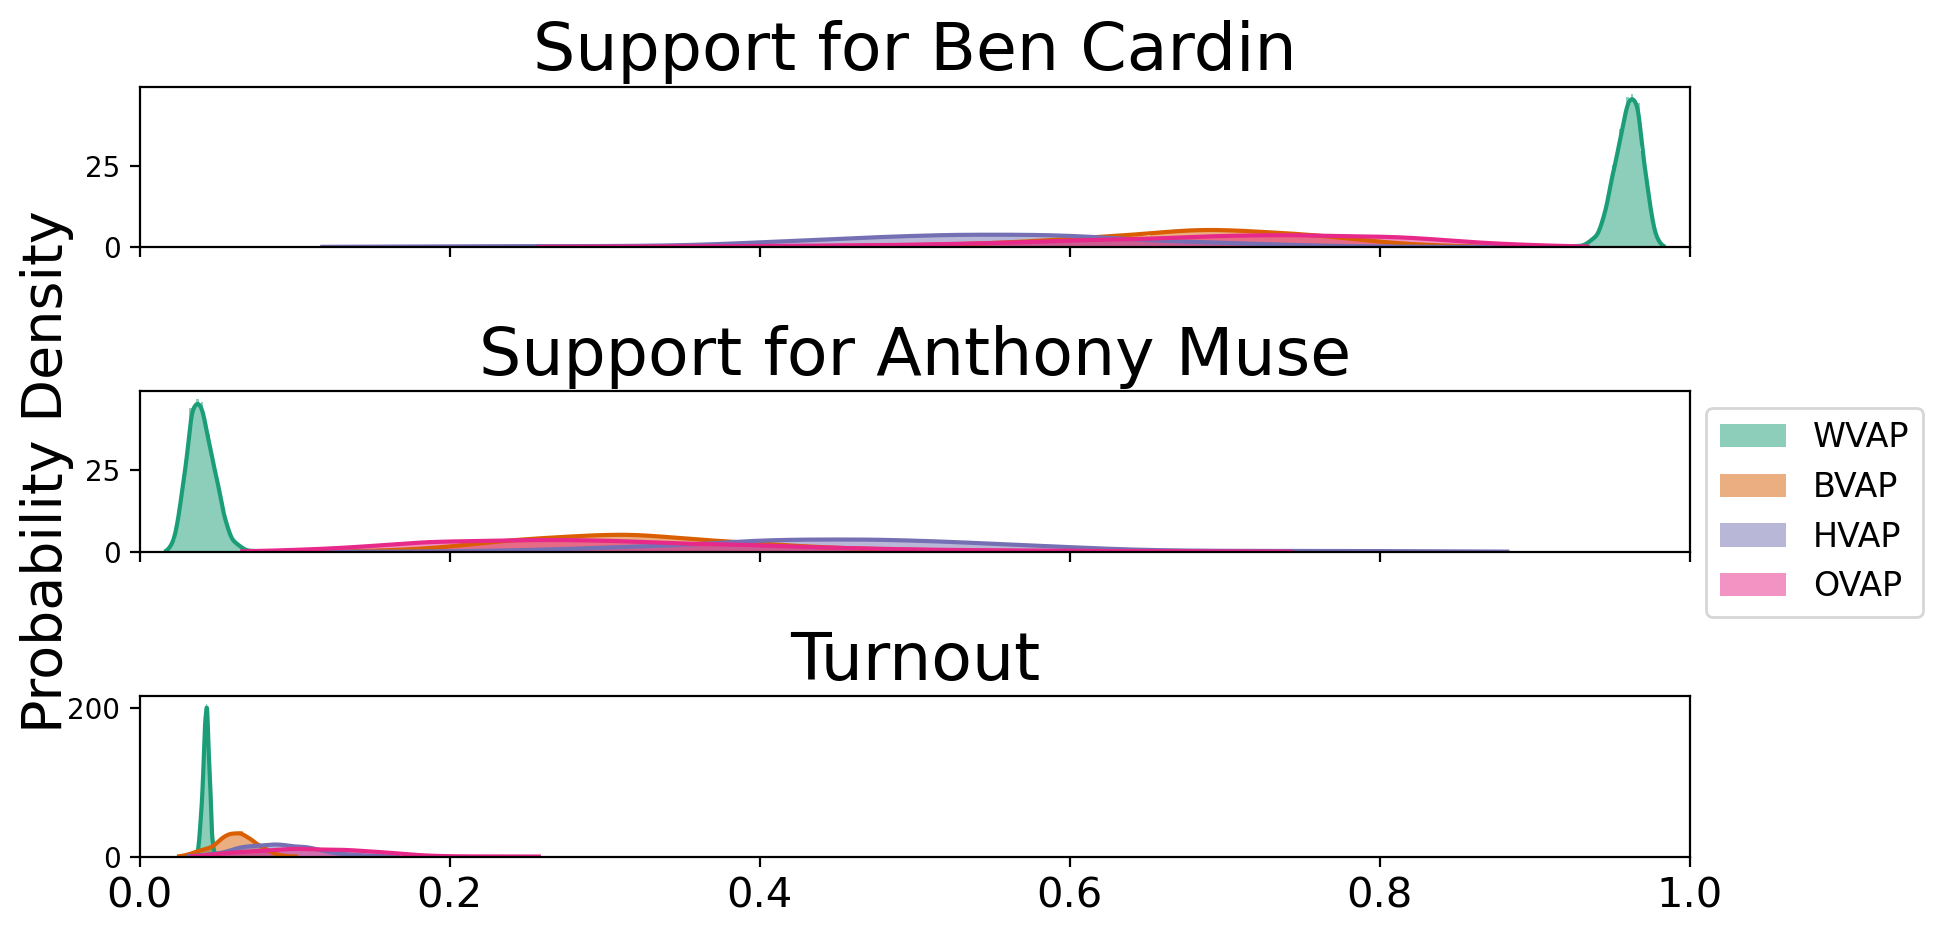 Support for Ben Cardin
25
0
Support for Anthony Muse
25
0
Turnout
200
0
0.0 0.2 0.4 0.6 0.8 1.0
Probability Density
WVAP
BVAP
HVAP
OVAP